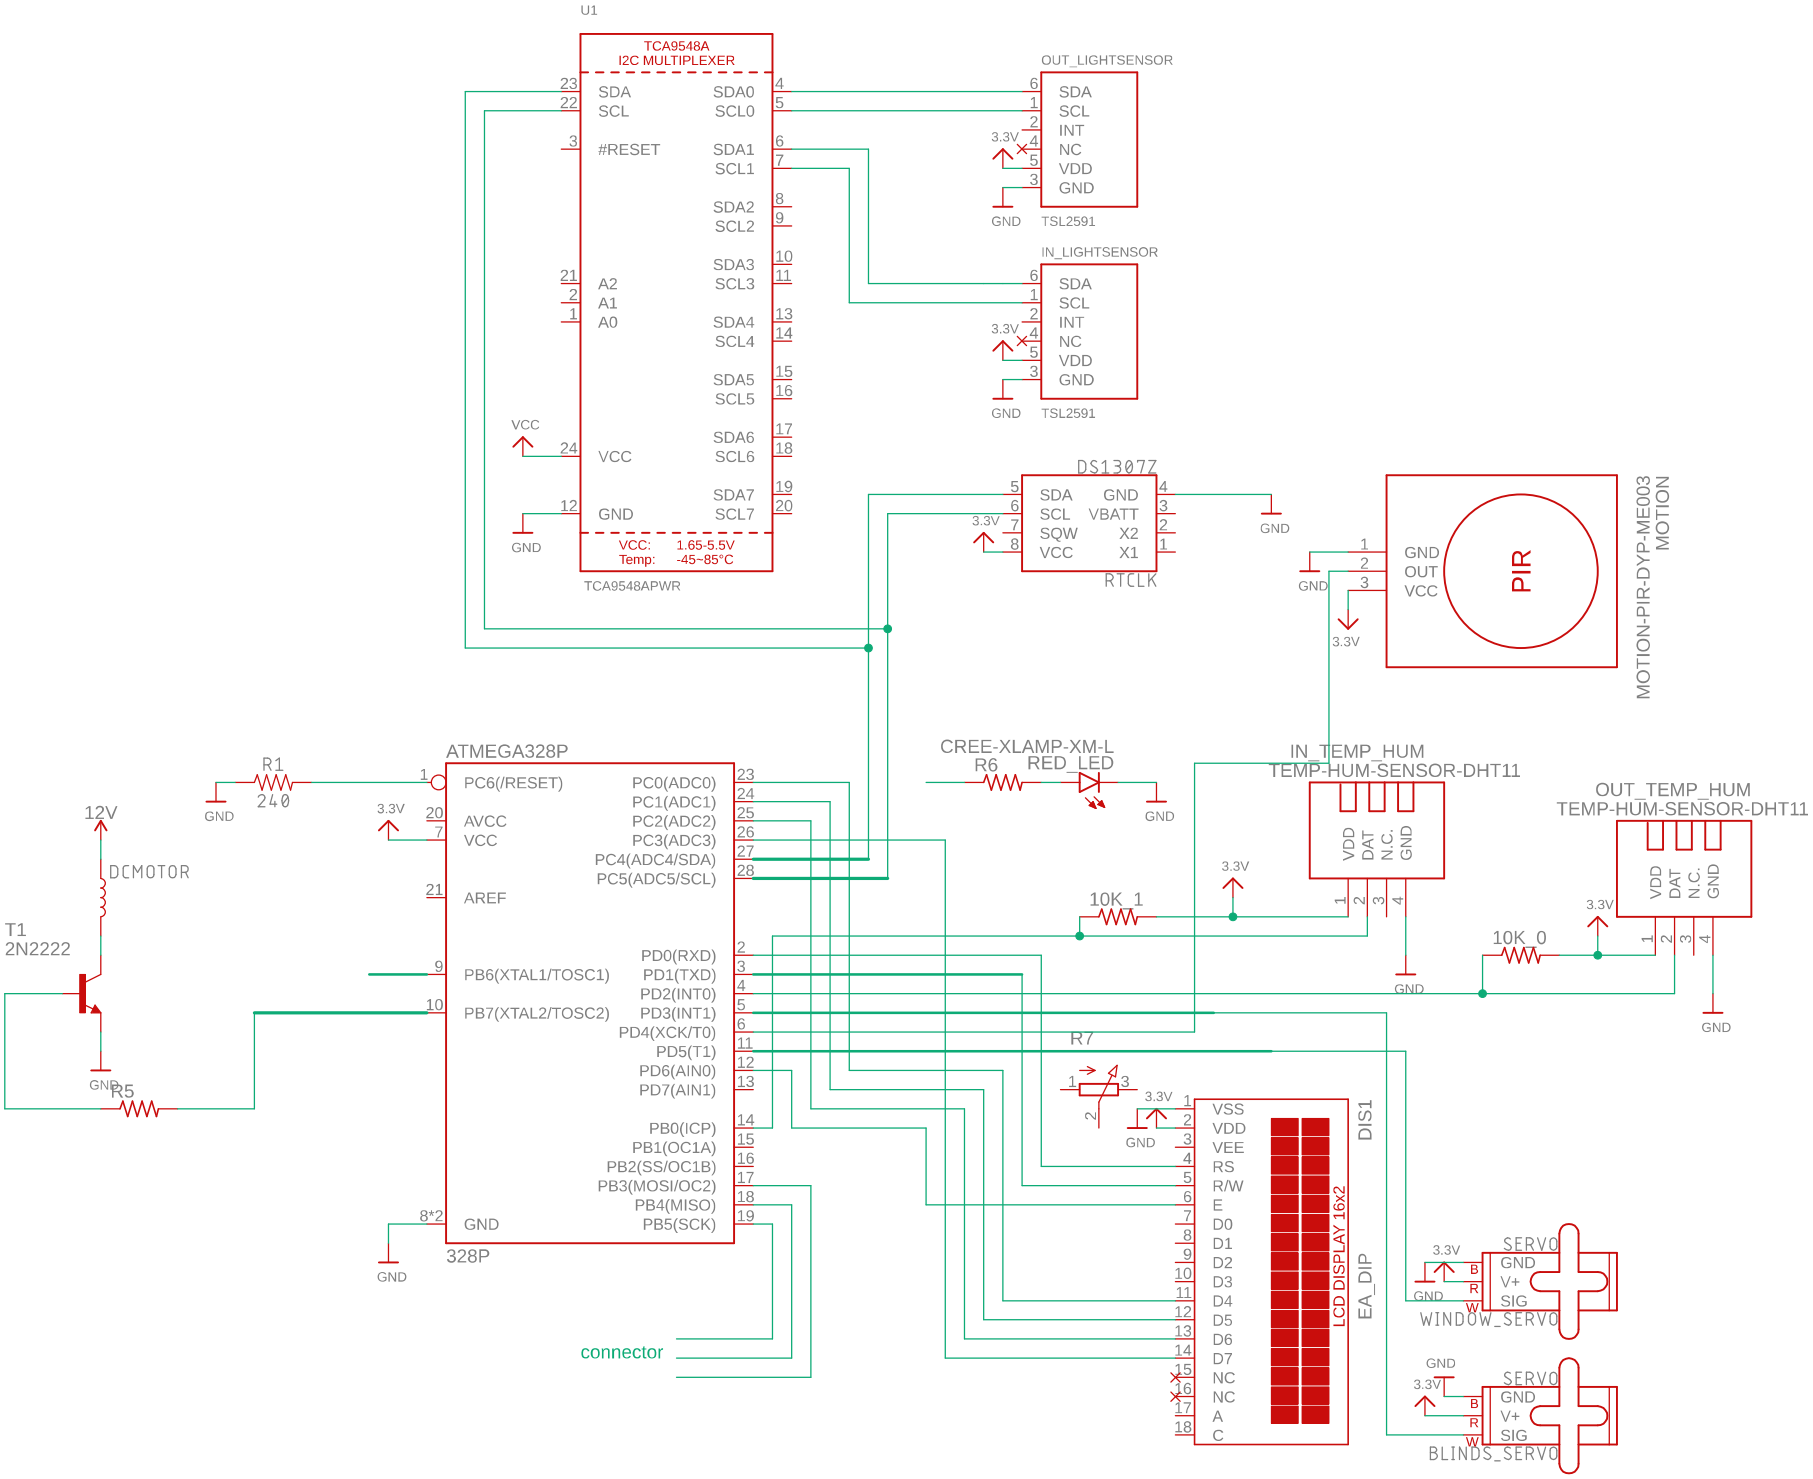 U1
TCA9548A
I2C MULTIPLEXER
23 SDA SDA0 4
22 SCL SCL0 5
3 #RESET SDA1 6
SCL1 7
SDA2 8
SCL2 9
SDA3 10
21 A2 SCL3 11
2 A1
1 A0 SDA4 13
SCL4 14
SDA5 15
SCL5 16
SDA6 17
VCC
24 VCC SCL6 18
SDA7 19
12 GND SCL7 20
GND
VCC: 1.65-5.5V
Temp: -45~85°C
TCA9548APWR
OUT_LIGHTSENSOR
6 SDA
1 SCL
2 INT
3.3V
4 NC
5 VDD
3 GND
GND
TSL2591
IN_LIGHTSENSOR
6 SDA
1 SCL
2 INT
3.3V
4 NC
5 VDD
3 GND
GND
TSL2591
DS1307Z
5 SDA GND 4
6 SCL VBATT 3
3.3V
7 SQW X2 2
8 VCC X1 1
GND
RTCLK
1 GND
2 OUT
3 VCC
GND
3.3V
PIR
MOTION-PIR-DYP-ME003
MOTION
ATMEGA328P
R1
240
GND
1 PC6(/RESET) PC0(ADC0) 23
PC1(ADC1) 24
3.3V
20 AVCC PC2(ADC2) 25
7 VCC PC3(ADC3) 26
PC4(ADC4/SDA) 27
PC5(ADC5/SCL) 28
21 AREF
PD0(RXD) 2
9 PB6(XTAL1/TOSC1) PD1(TXD) 3
PD2(INT0) 4
10 PB7(XTAL2/TOSC2) PD3(INT1) 5
PD4(XCK/T0) 6
PD5(T1) 11
PD6(AIN0) 12
PD7(AIN1) 13
PB0(ICP) 14
PB1(OC1A) 15
PB2(SS/OC1B) 16
PB3(MOSI/OC2) 17
PB4(MISO) 18
8*2 GND PB5(SCK) 19
GND
328P
12V
DCMOTOR
T1
2N2222
GND
R5
connector
CREE-XLAMP-XM-L
RED_LED
R6
GND
IN_TEMP_HUM
TEMP-HUM-SENSOR-DHT11
VDD
DAT
N.C.
GND
1
2
3
4
3.3V
10K_1
GND
OUT_TEMP_HUM
TEMP-HUM-SENSOR-DHT11
VDD
DAT
N.C.
GND
1
2
3
4
3.3V
10K_0
GND
R7
1 3
2
3.3V
GND
1 VSS
2 VDD
3 VEE
4 RS
5 R/W
6 E
7 D0
8 D1
9 D2
10 D3
11 D4
12 D5
13 D6
14 D7
15 NC
16 NC
17 A
18 C
LCD DISPLAY 16x2
DIS1
EA_DIP
SERVO
3.3V
GND
B GND
R V+
W SIG
WINDOW_SERVO
GND
SERVO
3.3V
B GND
R V+
W SIG
BLINDS_SERVO